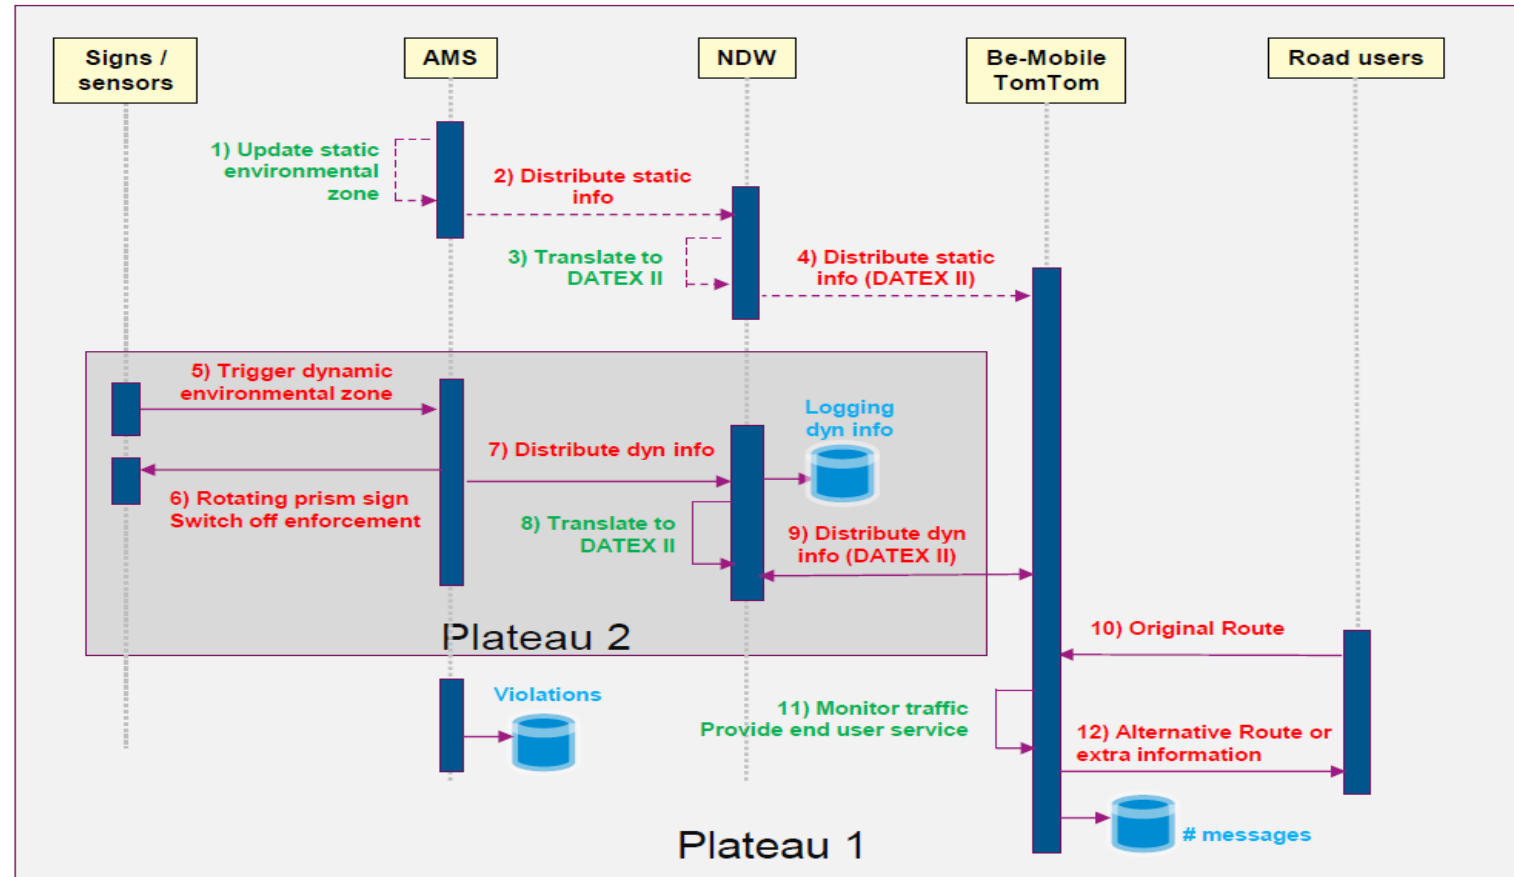 Signs /
sensors
AMS
NDW
Be-Mobile
TomTom
Road users
1) Update static
environmental
zone
2) Distribute static
info
3) Translate to
DATEX II
4) Distribute static
info (DATEX II)
5) Trigger dynamic
environmental zone
6) Rotating prism sign
Switch off enforcement
7) Distribute dyn info
Logging
dyn info
8) Translate to
DATEX II
9) Distribute dyn
info (DATEX II)
Plateau 2
10) Original Route
Violations
11) Monitor traffic
Provide end user service
12) Alternative Route or
extra information
# messages
Plateau 1